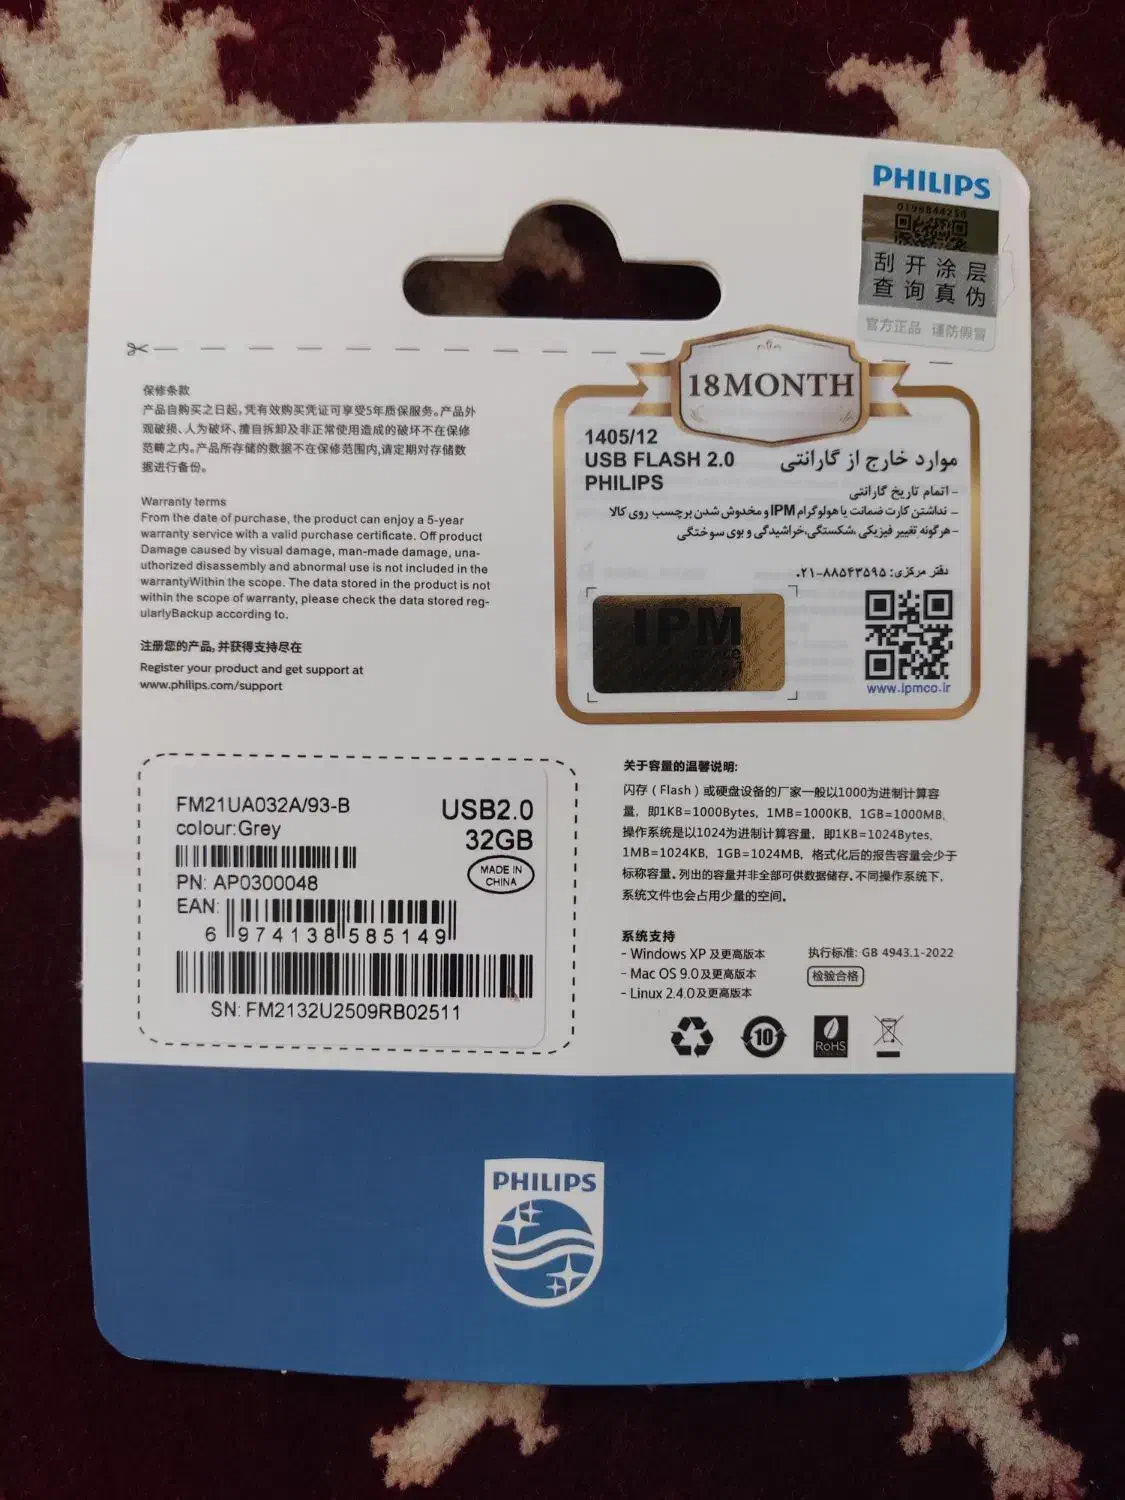 PHILIPS
0198844250
刮开涂层
查询真伪
官方正品 谨防假冒
18MONTH
保修条款
产品自购买之日起,凭有效购买凭证可享受5年质保服务。产品外
观破损、人为破坏、擅自拆卸及非正常使用造成的破坏不在保修
范畴之内。产品所存储的数据不在保修范围内,请定期对存储数
据进行备份。
Warranty terms
From the date of purchase, the product can enjoy a 5-year
warranty service with a valid purchase certificate. Off product
Damage caused by visual damage, man-made damage, una-
uthorized disassembly and abnormal use is not included in the
warrantyWithin the scope. The data stored in the product is not
within the scope of warranty, please check the data stored reg-
ularlyBackup according to.
注册您的产品, 并获得支持尽在
Register your product and get support at
www.philips.com/support
1405/12
USB FLASH 2.0
PHILIPS
موارد خارج از گارانتی
- اتمام تاریخ گارانتی
- نداشتن کارت ضمانت یا هولوگرام IPM و مخدوش شدن برچسب روی کالا
- هرگونه تغییر فیزیکی ،شکستگی،خراشیدگی و بوی سوختگی
دفتر مرکزی: ۸۸۵۴۳۵۹۵-۰۲۱
IPM
www.ipmco.ir
FM21UA032A/93-B
colour:Grey
USB2.0
32GB
MADE IN
CHINA
PN: AP0300048
EAN:
6 974138 585149
SN: FM2132U2509RB02511
关于容量的温馨说明:
闪存（Flash）或硬盘设备的厂家一般以1000为进制计算容
量，即1KB=1000Bytes，1MB=1000KB，1GB=1000MB,
操作系统是以1024为进制计算容量，即1KB=1024Bytes,
1MB=1024KB，1GB=1024MB，格式化后的报告容量会少于
标称容量。列出的容量并非全部可供数据储存。不同操作系统下,
系统文件也会占用少量的空间。
系统支持
- Windows XP 及更高版本
- Mac OS 9.0及更高版本
- Linux 2.4.0及更高版本
执行标准: GB 4943.1-2022
检验合格
10
RoHS
PHILIPS